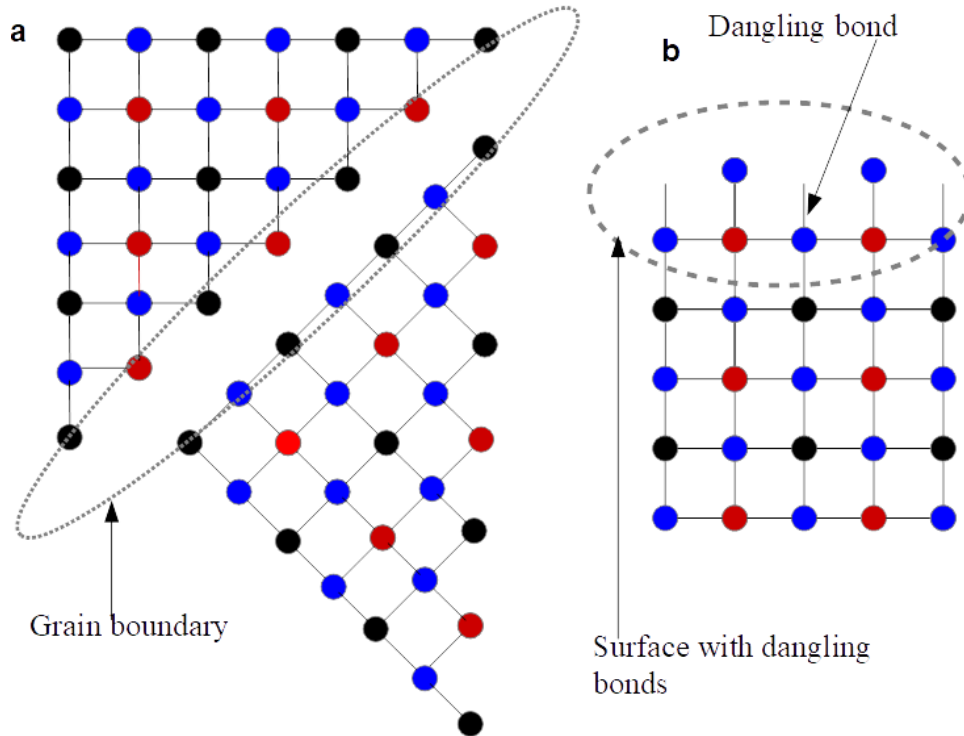 a
Dangling bond
b
Grain boundary
Surface with dangling
bonds